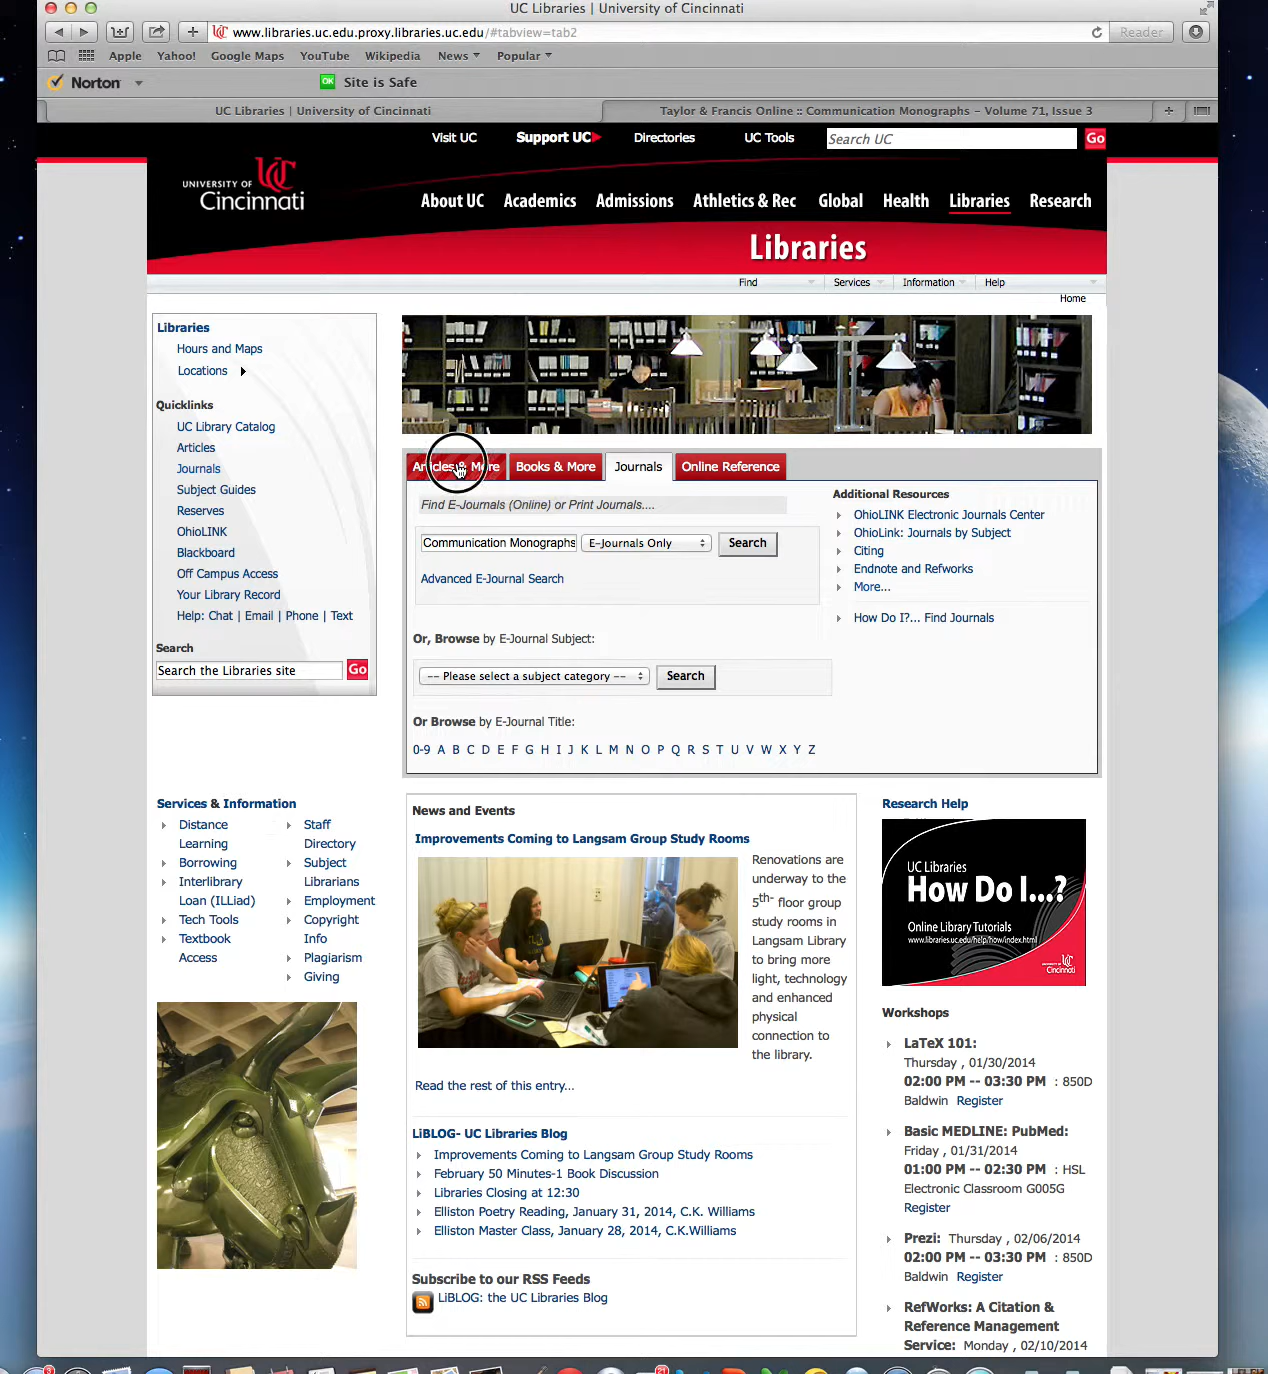 UC Libraries | University of Cincinnati
www.libraries.uc.edu.proxy.libraries.uc.edu/#tabview=tab2
Reader
Apple Yahoo! Google Maps YouTube Wikipedia News Popular
Norton OK Site is Safe
UC Libraries | University of Cincinnati
Taylor & Francis Online :: Communication Monographs – Volume 71, Issue 3
Visit UC Support UC Directories UC Tools Search UC Go
UNIVERSITY OF
Cincinnati
About UC Academics Admissions Athletics & Rec Global Health Libraries Research
Libraries
Find Services Information Help
Home
Libraries
Hours and Maps
Locations
Quicklinks
UC Library Catalog
Articles
Journals
Subject Guides
Reserves
OhioLINK
Blackboard
Off Campus Access
Your Library Record
Help: Chat | Email | Phone | Text
Search
Search the Libraries site Go
Articles & More Books & More Journals Online Reference
Find E-Journals (Online) or Print Journals....
Communication Monographs E-Journals Only Search
Advanced E-Journal Search
Or, Browse by E-Journal Subject:
-- Please select a subject category -- Search
Or Browse by E-Journal Title:
0-9 A B C D E F G H I J K L M N O P Q R S T U V W X Y Z
Additional Resources
OhioLINK Electronic Journals Center
OhioLink: Journals by Subject
Citing
Endnote and Refworks
More...
How Do I?... Find Journals
Services & Information
Distance
Learning
Borrowing
Interlibrary
Loan (ILLiad)
Tech Tools
Textbook
Access
Staff
Directory
Subject
Librarians
Employment
Copyright
Info
Plagiarism
Giving
News and Events
Improvements Coming to Langsam Group Study Rooms
Renovations are
underway to the
5th- floor group
study rooms in
Langsam Library
to bring more
light, technology
and enhanced
physical
connection to
the library.
Read the rest of this entry...
LiBLOG- UC Libraries Blog
Improvements Coming to Langsam Group Study Rooms
February 50 Minutes-1 Book Discussion
Libraries Closing at 12:30
Elliston Poetry Reading, January 31, 2014, C.K. Williams
Elliston Master Class, January 28, 2014, C.K.Williams
Subscribe to our RSS Feeds
LiBLOG: the UC Libraries Blog
Research Help
UC Libraries
How Do I...?
Online Library Tutorials
www.libraries.uc.edu/help/how/index.html
UNIVERSITY OF
Cincinnati
Workshops
LaTeX 101:
Thursday , 01/30/2014
02:00 PM -- 03:30 PM : 850D
Baldwin Register
Basic MEDLINE: PubMed:
Friday , 01/31/2014
01:00 PM -- 02:30 PM : HSL
Electronic Classroom G005G
Register
Prezi: Thursday , 02/06/2014
02:00 PM -- 03:30 PM : 850D
Baldwin Register
RefWorks: A Citation &
Reference Management
Service: Monday , 02/10/2014
21